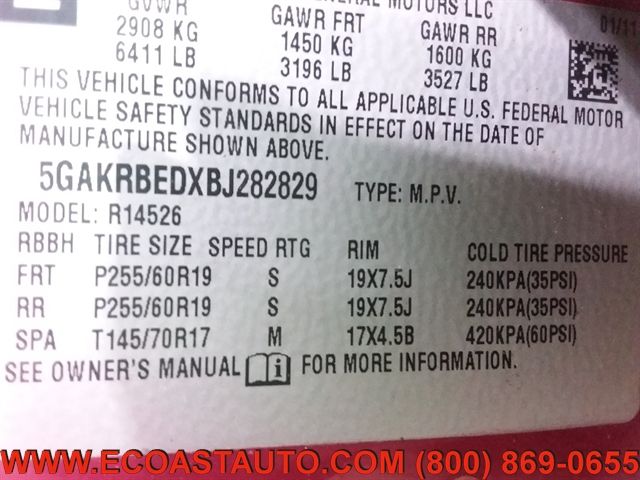 GVWR GAWR FRT GENERAL MOTORS LLC GAWR RR 01/11
2908 KG 1450 KG 1600 KG
6411 LB 3196 LB 3527 LB
THIS VEHICLE CONFORMS TO ALL APPLICABLE U.S. FEDERAL MOTOR
VEHICLE SAFETY STANDARDS IN EFFECT ON THE DATE OF
MANUFACTURE SHOWN ABOVE.
5GAKRBEDXBJ282829 TYPE: M.P.V.
MODEL: R14526
RBBH TIRE SIZE SPEED RTG RIM COLD TIRE PRESSURE
FRT P255/60R19 S 19X7.5J 240KPA(35PSI)
RR P255/60R19 S 19X7.5J 240KPA(35PSI)
SPA T145/70R17 M 17X4.5B 420KPA(60PSI)
SEE OWNER'S MANUAL i FOR MORE INFORMATION.
WWW.ECOASTAUTO.COM (800) 869-0655